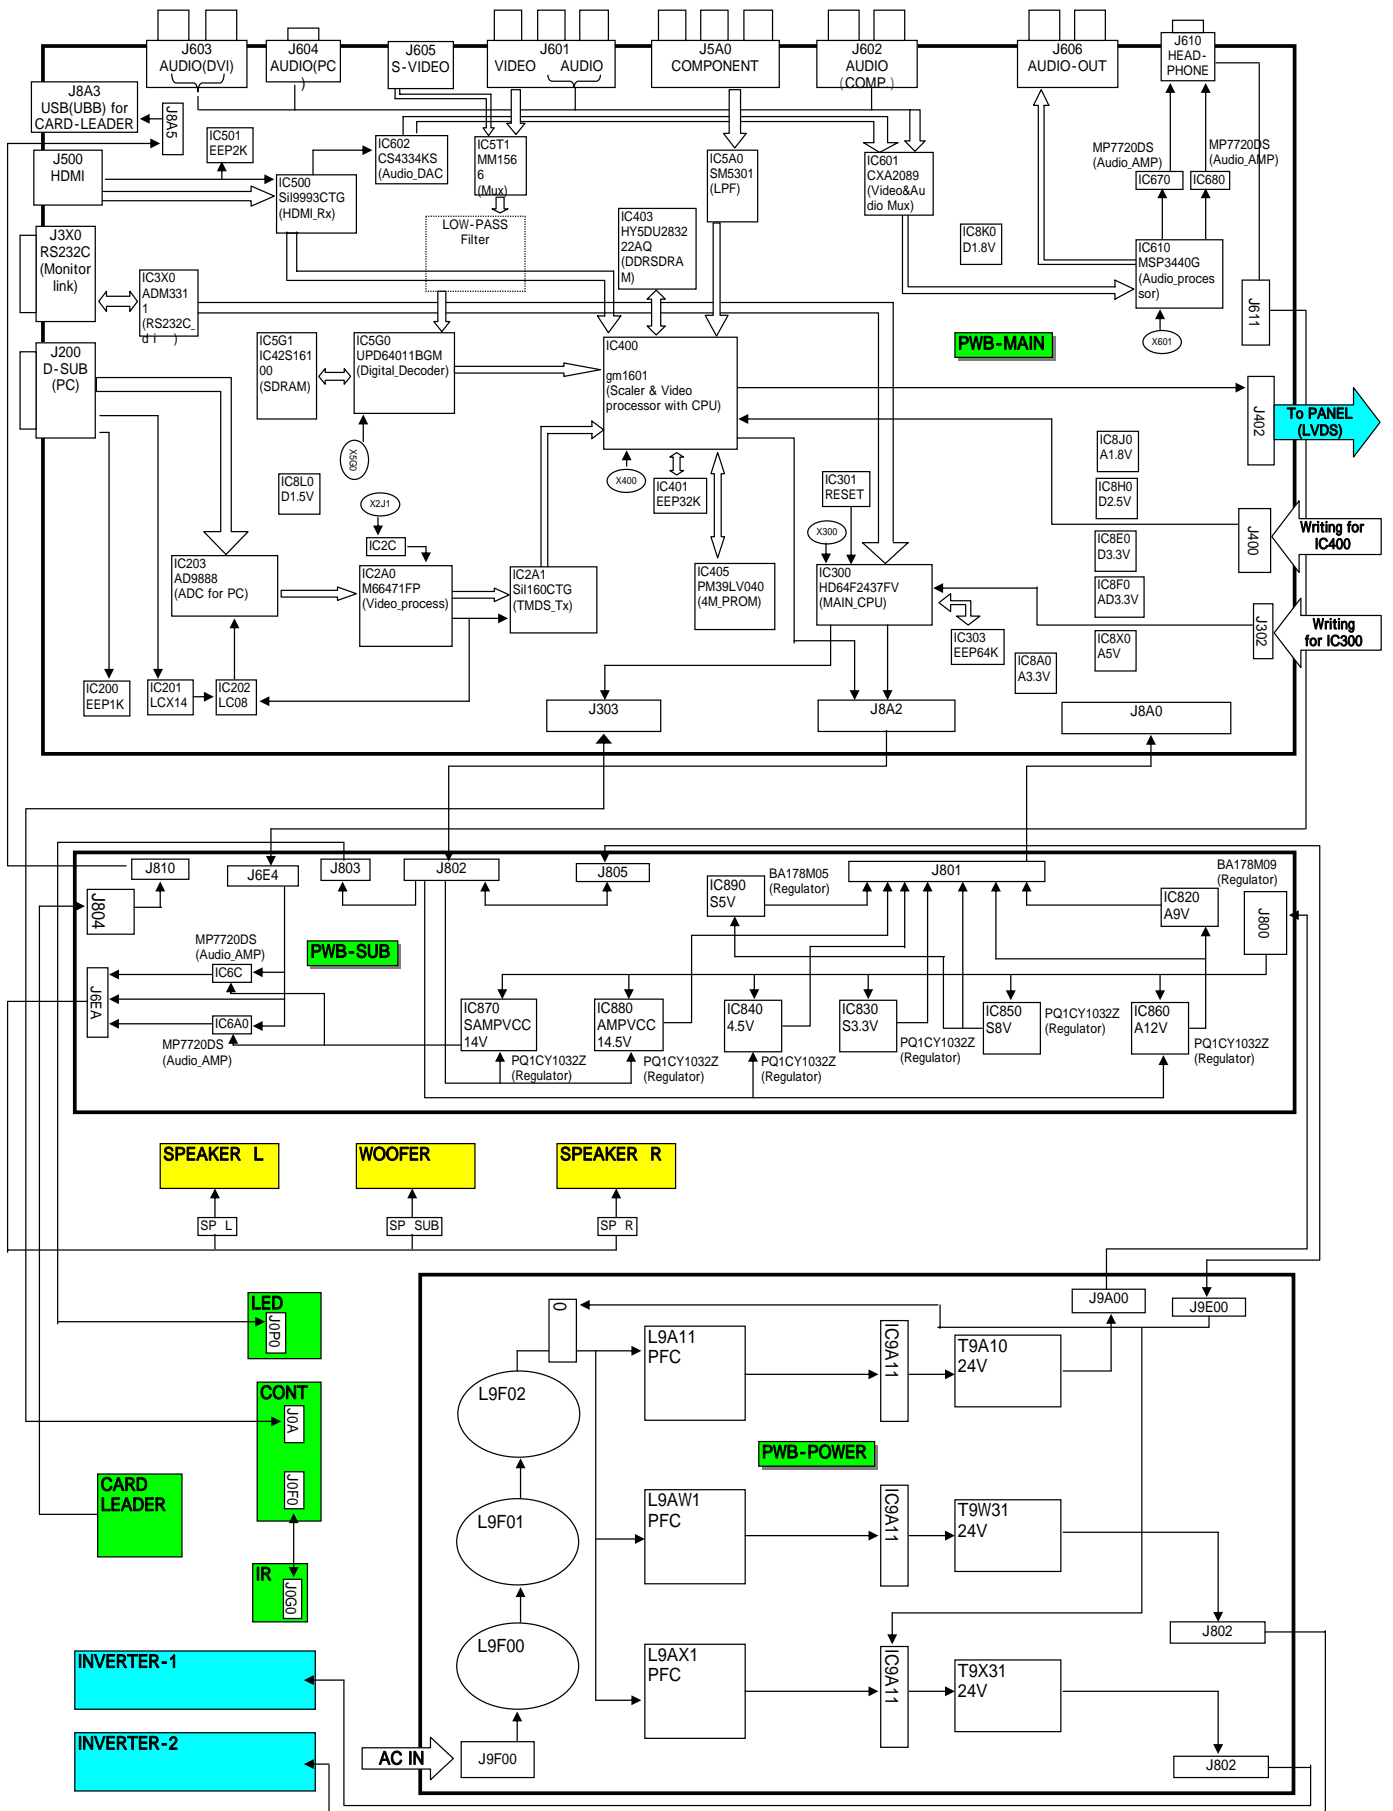 J603
AUDIO(DVI)
J604
AUDIO(PC
)
J605
S-VIDEO
J601
VIDEO AUDIO
J5A0
COMPONENT
J602
AUDIO
(COMP.)
J606
AUDIO-OUT
J610
HEAD-
PHONE
J8A3
USB(UBB) for
CARD-LEADER
J8A5
J500
HDMI
IC501
EEP2K
IC500
SiI9993CTG
(HDMI_Rx)
IC602
CS4334KS
(Audio_DAC
IC5T1
MM156
6
(Mux)
LOW-PASS
Filter
IC5A0
SM5301
(LPF)
IC403
HY5DU2832
22AQ
(DDRSDRA
M)
IC601
CXA2089
(Video&Au
dio Mux)
MP7720DS
(Audio_AMP)
MP7720DS
(Audio_AMP)
IC670
IC680
IC8K0
D1.8V
IC610
MSP3440G
(Audio_proces
sor)
X601
J611
J3X0
RS232C
(Monitor
link)
IC3X0
ADM331
1
(RS232C_
d i )
J200
D-SUB
(PC)
IC5G1
IC42S161
00
(SDRAM)
IC5G0
UPD64011BGM
(Digital_Decoder)
X5G0
IC400
gm1601
(Scaler & Video
processor with CPU)
PWB-MAIN
J402
To PANEL
(LVDS)
X400
IC401
EEP32K
IC405
PM39LV040
(4M_PROM)
IC301
RESET
X300
IC300
HD64F2437FV
(MAIN_CPU)
IC303
EEP64K
IC8J0
A1.8V
IC8H0
D2.5V
IC8E0
D3.3V
IC8F0
AD3.3V
IC8X0
A5V
IC8A0
A3.3V
J400
Writing for
IC400
J302
Writing
for IC300
IC8L0
D1.5V
X2J1
IC2C
IC203
AD9888
(ADC for PC)
IC2A0
M66471FP
(Video_process)
IC2A1
SiI160CTG
(TMDS_Tx)
IC200
EEP1K
IC201
LCX14
IC202
LC08
J303
J8A2
J8A0
J810
J6E4
J803
J802
J805
J801
J804
J6EA
MP7720DS
(Audio_AMP)
IC6C
IC6A0
MP7720DS
(Audio_AMP)
PWB-SUB
IC890
S5V
BA178M05
(Regulator)
BA178M09
(Regulator)
IC820
A9V
J800
IC870
SAMPVCC
14V
PQ1CY1032Z
(Regulator)
IC880
AMPVCC
14.5V
PQ1CY1032Z
(Regulator)
IC840
4.5V
PQ1CY1032Z
(Regulator)
IC830
S3.3V
PQ1CY1032Z
(Regulator)
IC850
S8V
PQ1CY1032Z
(Regulator)
IC860
A12V
PQ1CY1032Z
(Regulator)
SPEAKER L
WOOFER
SPEAKER R
SP L
SP SUB
SP R
LED
J0P0
CONT
J0A
J0F0
IR
J0G0
CARD
LEADER
INVERTER-1
INVERTER-2
AC IN
J9F00
L9F00
L9F01
L9F02
0
L9A11
PFC
L9AW1
PFC
L9AX1
PFC
IC9A11
IC9A11
IC9A11
T9A10
24V
T9W31
24V
T9X31
24V
PWB-POWER
J9A00
J9E00
J802
J802